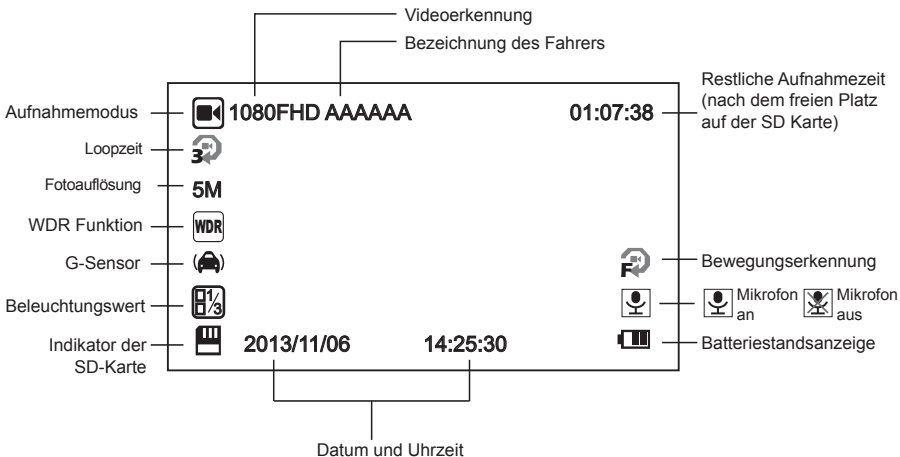 Videoerkennung
Bezeichnung des Fahrers
Restliche Aufnahmezeit
(nach dem freien Platz
auf der SD Karte)
Aufnahmemodus
1080FHD AAAAAA
01:07:38
Loopzeit
3
Fotoauflösung
5M
WDR Funktion
WDR
G-Sensor
F
Bewegungserkennung
Beleuchtungswert
1/3
Mikrofon
an
Mikrofon
aus
Indikator der
SD-Karte
2013/11/06
14:25:30
Batteriestandsanzeige
Datum und Uhrzeit